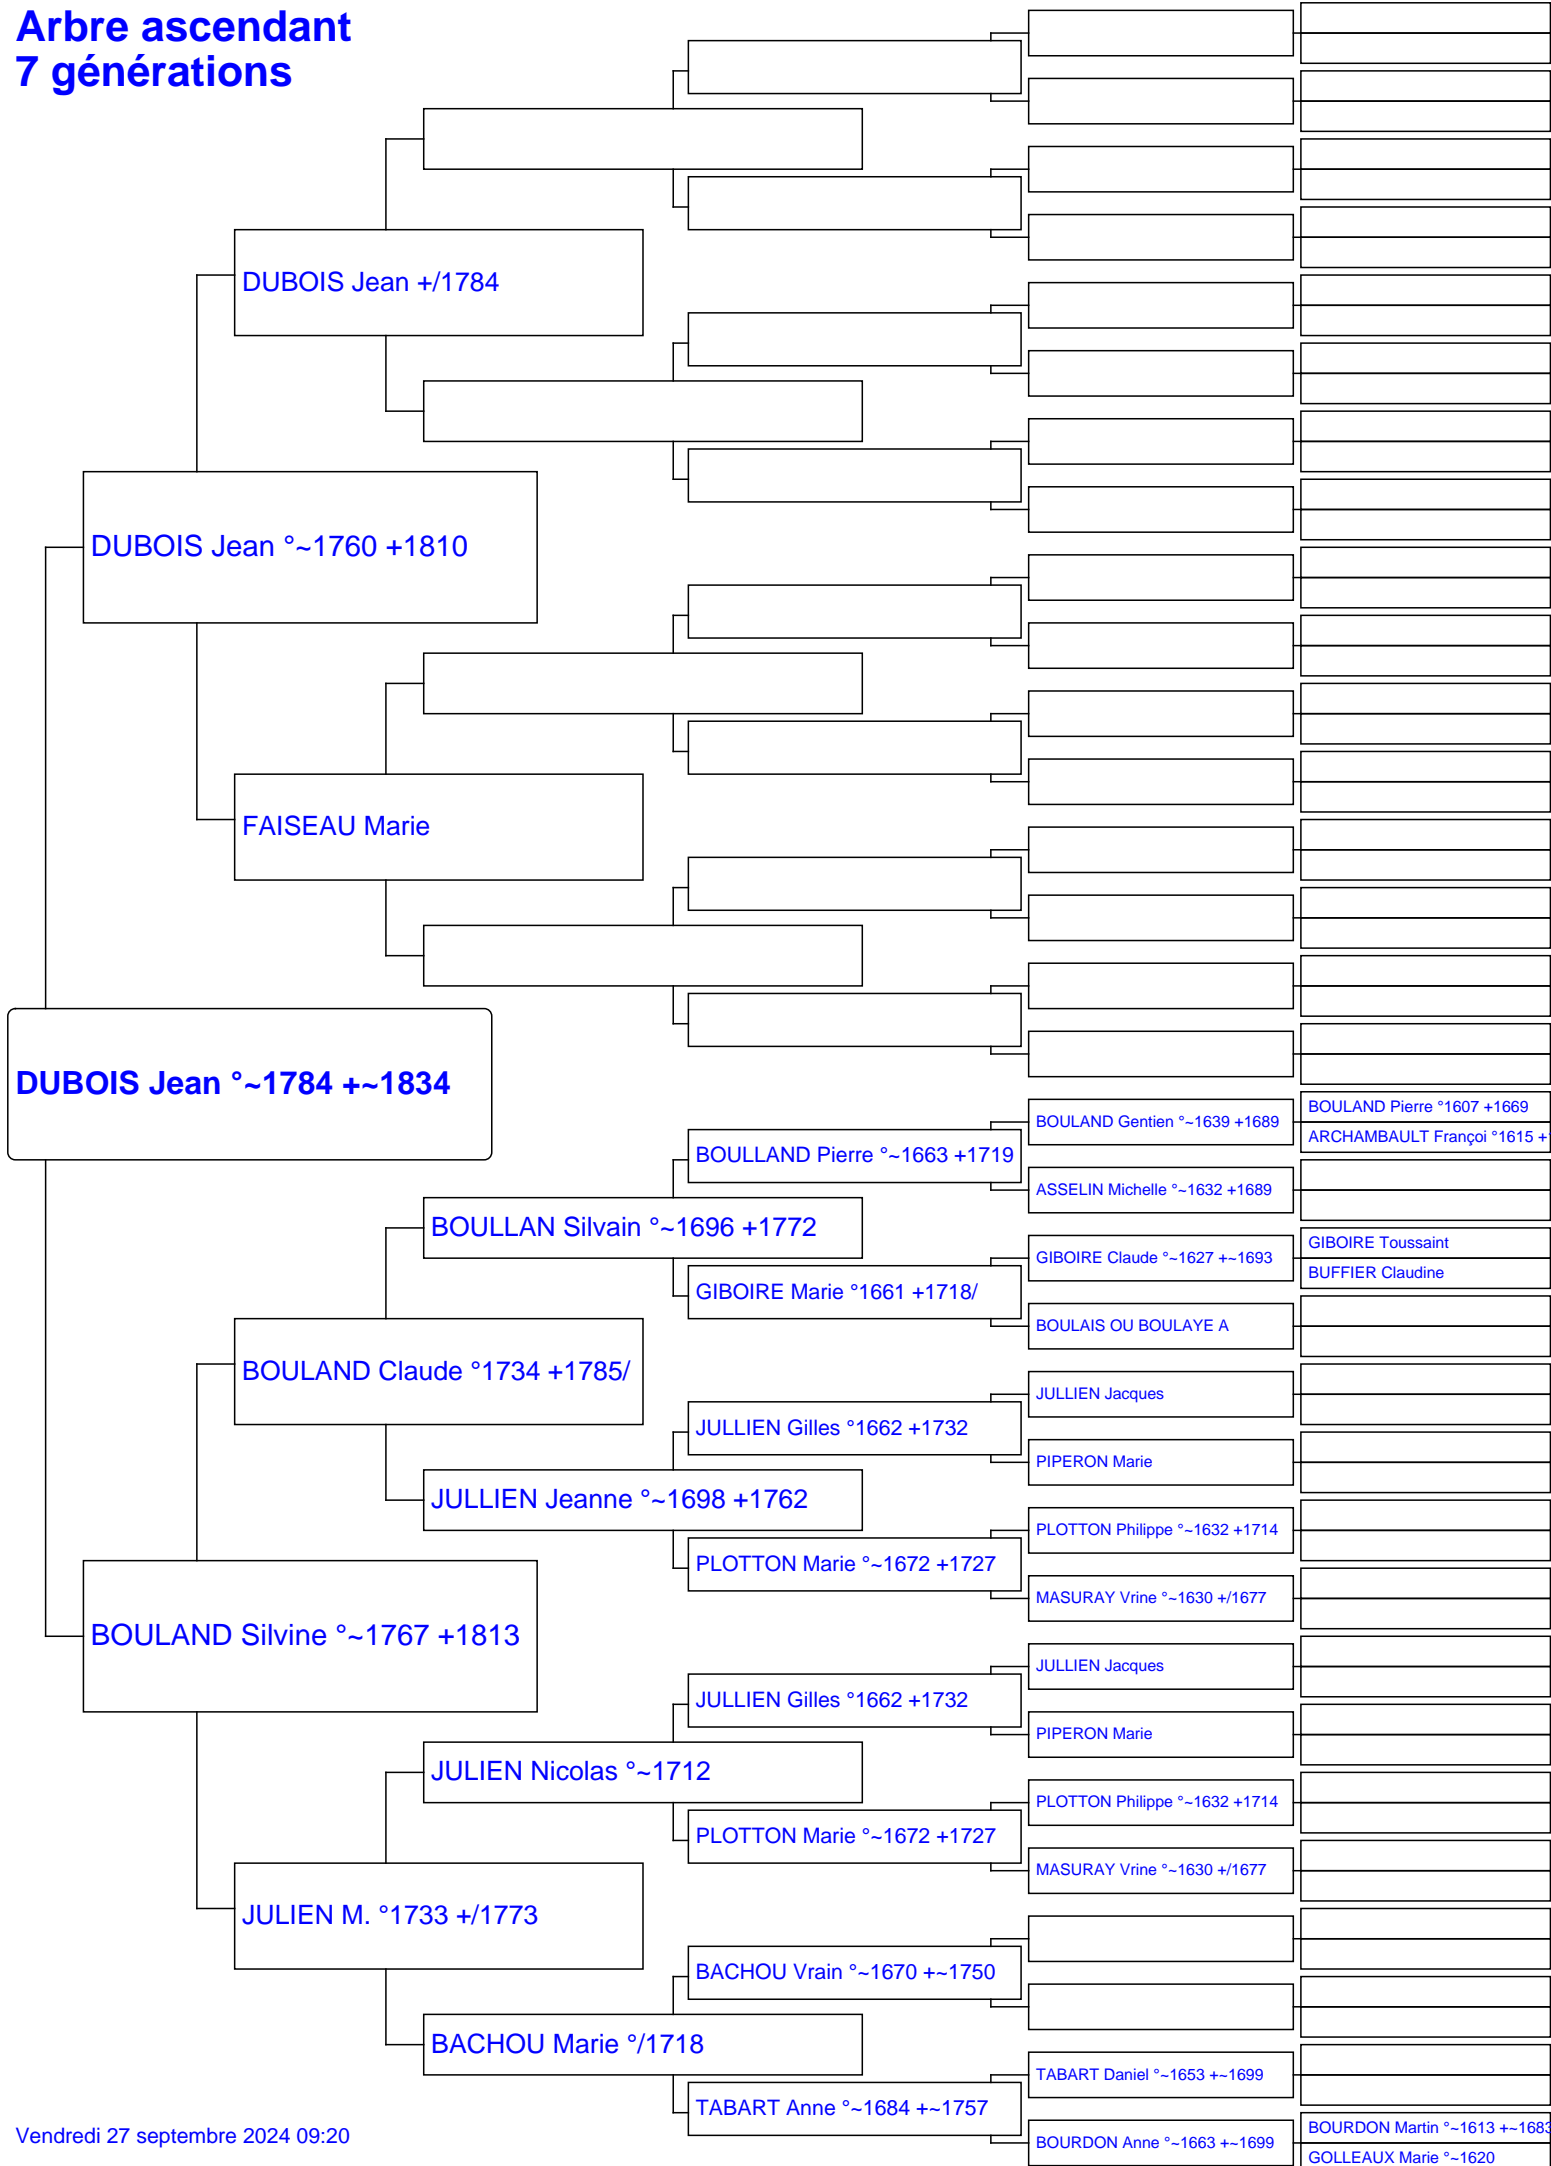 Arbre ascendant
7 générations
DUBOIS Jean +/1784
DUBOIS Jean °~1760 +1810
FAISEAU Marie
DUBOIS Jean °~1784 +~1834
BOULAND Pierre °1607 +1669
BOULAND Gentien °~1639 +1689
ARCHAMBAULT Françoi °1615 +
BOULLAND Pierre °~1663 +1719
ASSELIN Michelle °~1632 +1689
BOULLAN Silvain °~1696 +1772
GIBOIRE Toussaint
GIBOIRE Claude °~1627 +~1693
BUFFIER Claudine
GIBOIRE Marie °1661 +1718/
BOULAIS OU BOULAYE A
BOULAND Claude °1734 +1785/
JULLIEN Jacques
JULLIEN Gilles °1662 +1732
PIPERON Marie
JULLIEN Jeanne °~1698 +1762
PLOTTON Philippe °~1632 +1714
PLOTTON Marie °~1672 +1727
MASURAY Vrine °~1630 +/1677
BOULAND Silvine °~1767 +1813
JULLIEN Jacques
JULLIEN Gilles °1662 +1732
PIPERON Marie
JULIEN Nicolas °~1712
PLOTTON Philippe °~1632 +1714
PLOTTON Marie °~1672 +1727
MASURAY Vrine °~1630 +/1677
JULIEN M. °1733 +/1773
BACHOU Vrain °~1670 +~1750
BACHOU Marie °/1718
TABART Daniel °~1653 +~1699
TABART Anne °~1684 +~1757
BOURDON Martin °~1613 +~1683
BOURDON Anne °~1663 +~1699
GOLLEAUX Marie °~1620
Vendredi 27 septembre 2024 09:20